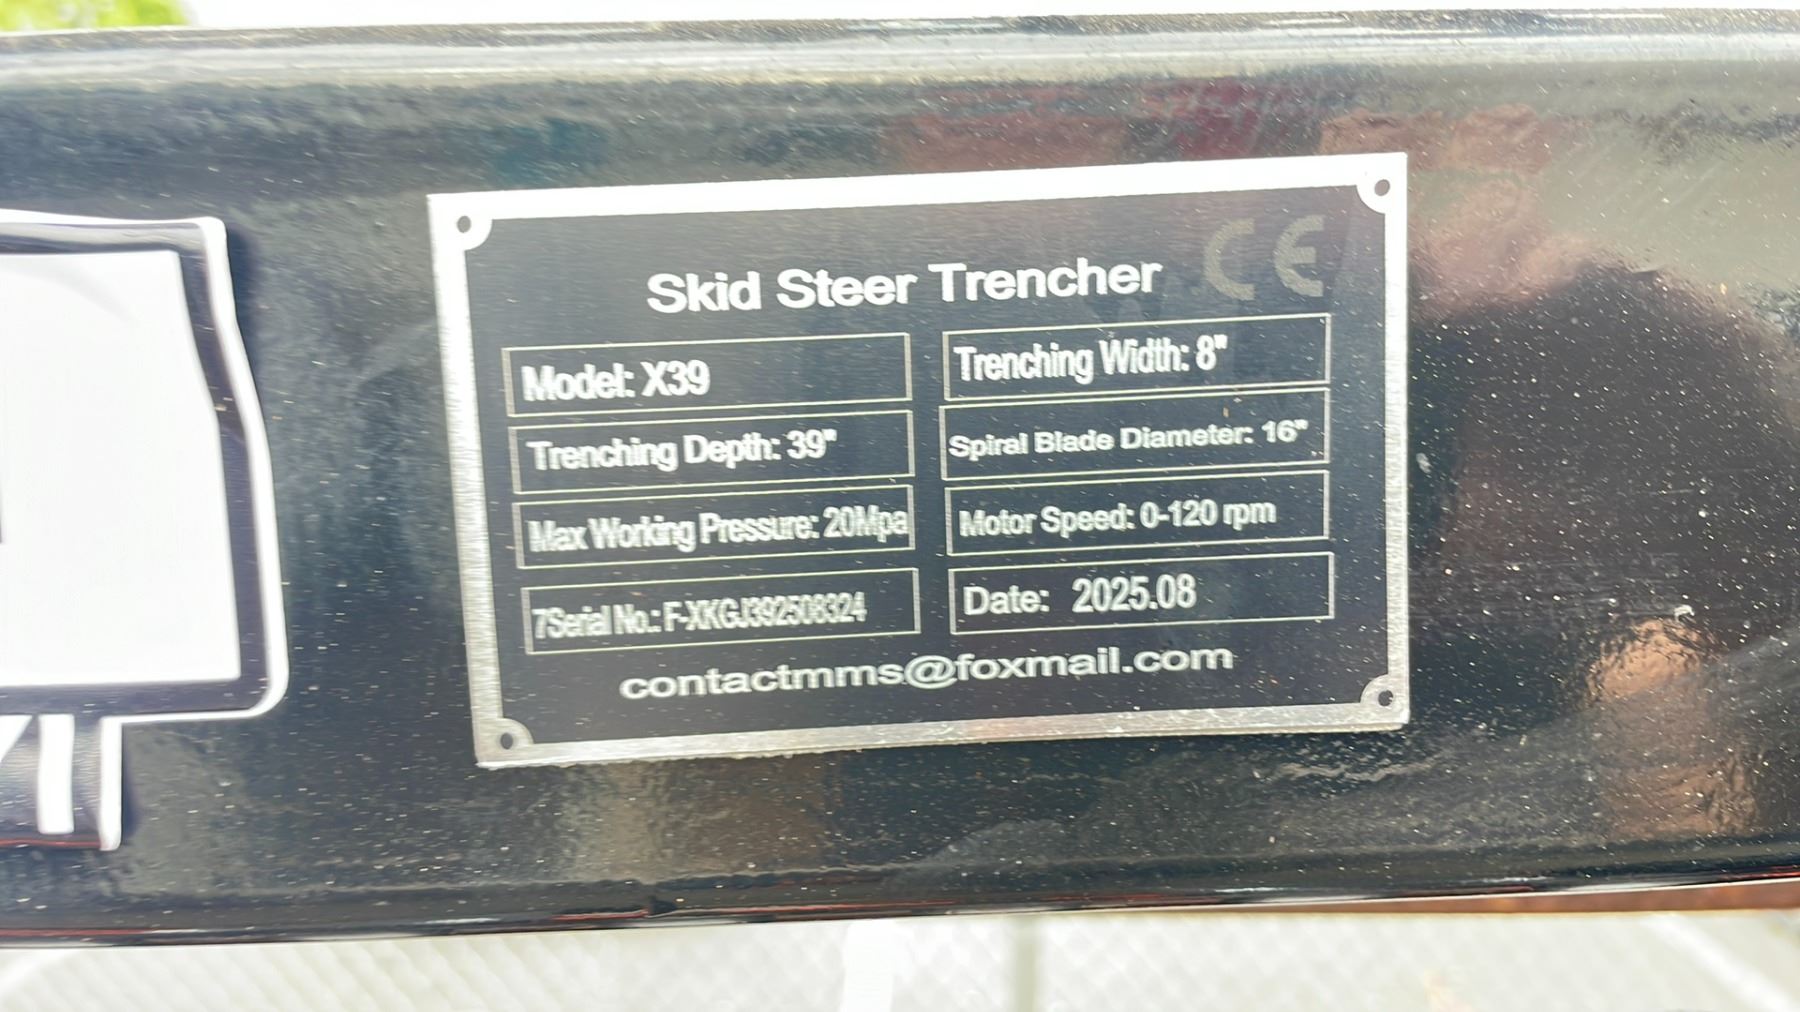 CE
Skid Steer Trencher
Model: X39
Trenching Width: 8"
Trenching Depth: 39"
Spiral Blade Diameter: 16"
Max Working Pressure: 20Mpa
Motor Speed: 0-120 rpm
7Serial No.: F-XKGJ392508324
Date: 2025.08
contactmms@foxmail.com